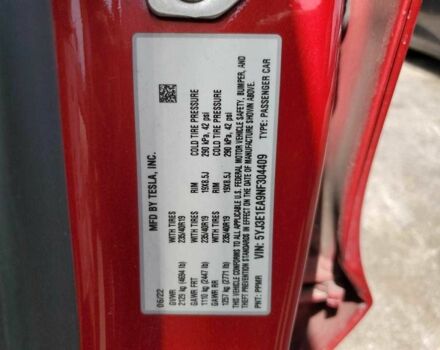 MFD BY TESLA, INC.
06/22
GVWR
2125 kg (4684 lb)
WITH TIRES
235/40R19
RIM
19X8.5J
COLD TIRE PRESSURE
290 kPa, 42 psi
GAWR FRT
1110 kg (2447 lb)
WITH TIRES
235/40R19
RIM
19X8.5J
COLD TIRE PRESSURE
290 kPa, 42 psi
GAWR RR
1257 kg (2771 lb)
THIS VEHICLE CONFORMS TO ALL APPLICABLE
U.S. FEDERAL MOTOR VEHICLE SAFETY, BUMPER, AND
THEFT PREVENTION STANDARDS IN EFFECT ON THE DATE OF MANUFACTURE SHOWN ABOVE.
VIN: 5YJ3E1EA9NF304409
TYPE: PASSENGER CAR
PNT: PPMR